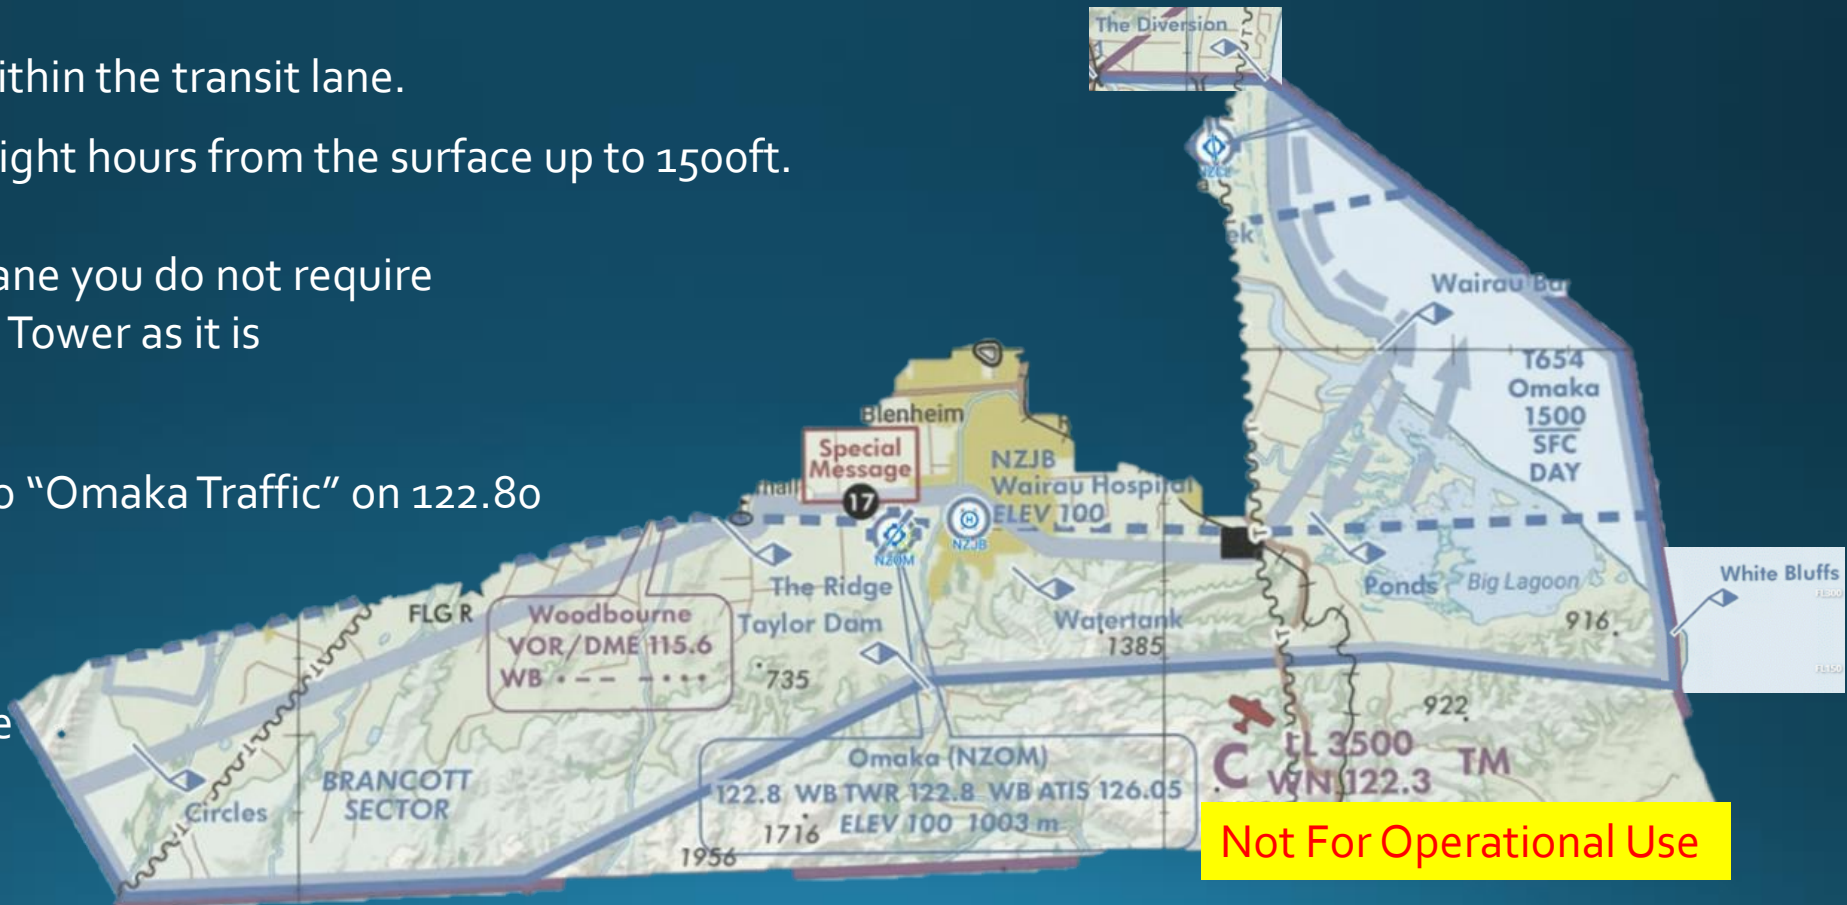 ithin the transit lane.
ight hours from the surface up to 1500ft.
ane you do not require
Tower as it is
o “Omaka Traffic” on 122.80
e
The Diversion
NZCL
ek
Wairau Bar
T654
Omaka
1500
SFC
DAY
Blenheim
Special
Message
17
NZJB
Wairau Hospital
ELEV 100
NZOM
NZJB
The Ridge
Ponds
Big Lagoon
White Bluffs
FL300
FL150
FLG R
Woodbourne
VOR/DME 115.6
WB
Taylor Dam
Watertank
1385
916
735
922
BRANCOTT
SECTOR
Circles
Omaka (NZOM)
122.8 WB TWR 122.8 WB ATIS 126.05
ELEV 100 1003 m
1716
1956
C
LL 3500
WN 122.3
TM
Not For Operational Use